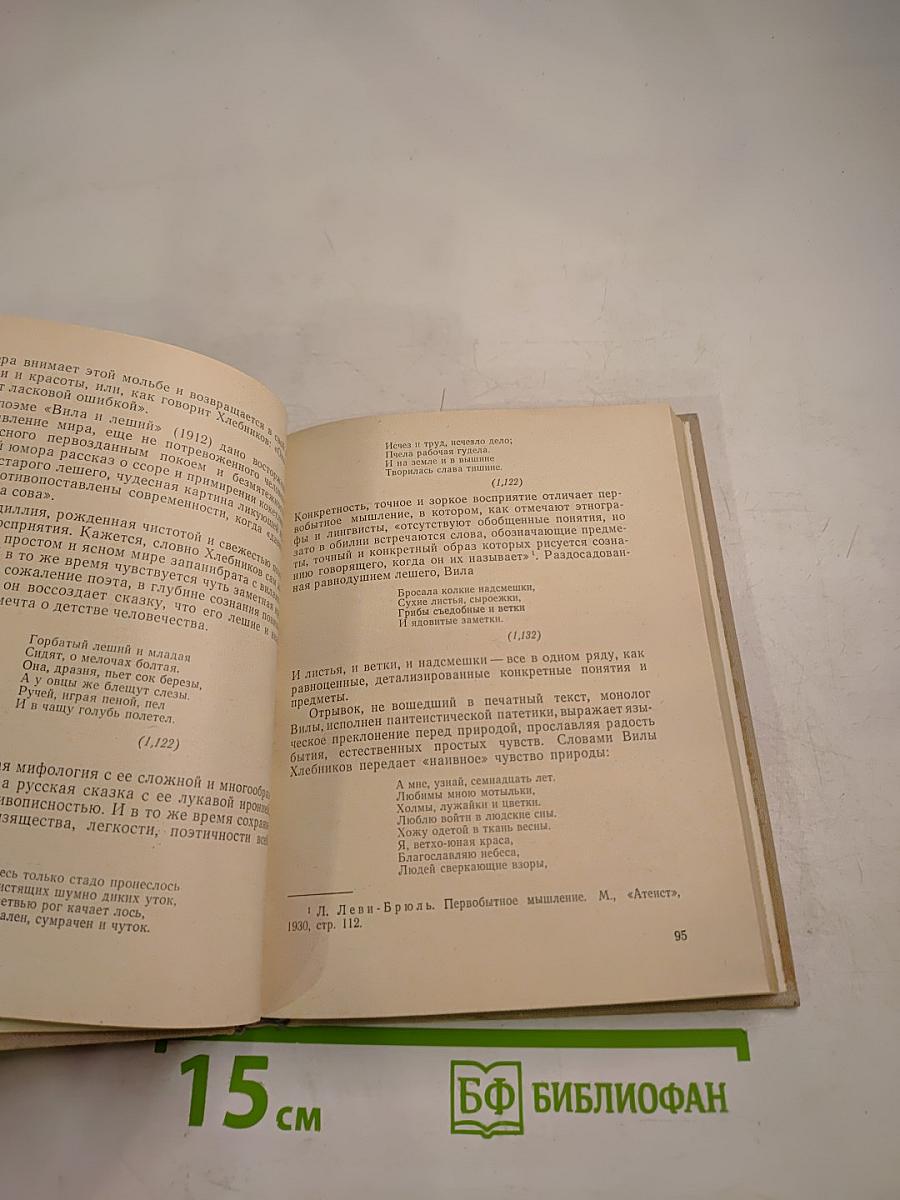 ера внимает этой мольбе и возвращается в
и и красоты, или, как говорит Хлебников:
т ласковой ошибкой».
поэме «Вила и леший» (1912) дано
вление мира, еще не потревоженного
сного первозданным покоем и
й юмора рассказ о ссоре и примирении
старого лешего, чудесная картина ликующей
отивопоставлены современности, когда
а сова».
диллия, рожденная чистотой и свежестью
осприятия. Кажется, словно Хлебников
простом и ясном мире запанибрата с
в то же время чувствуется чуть заметная
сожаление поэта, в глубине сознания
он воссоздает сказку, что его лешие и
мечта о детстве человечества.
Горбатый леший и младая
Сидят, о мелочах болтая.
Она, дразня, пьет сок березы,
А у овцы же блещут слезы.
Ручей, играя пеной, пел
И в чащу голубь полетел.
(1,122)
ая мифология с ее сложной и
а русская сказка с ее лукавой иронией
ивописностью. И в то же время
изящества, легкости, поэтичности
есь только стадо пронеслось
истящих шумно диких уток,
етвью рог качает лось,
ален, сумрачен и чуток.
Исчез и труд, исчезло дело;
Пчела рабочая гудела.
И на земле и в вышине
Творилась слава тишине.
(1,122)
Конкретность, точное и зоркое восприятие отличает пер-
вобытное мышление, в котором, как отмечают этногра-
фы и лингвисты, «отсутствуют обобщенные понятия, но
зато в обилии встречаются слова, обозначающие предме-
ты, точный и конкретный образ которых рисуется созна-
нию говорящего, когда он их называет» ¹. Раздосадован-
ная равнодушием лешего, Вила
Бросала колкие надсмешки,
Сухие листья, сыроежки,
Грибы съедобные и ветки
И ядовитые заметки.
(1,132)
И листья, и ветки, и надсмешки — все в одном ряду, как
равноценные, детализированные конкретные понятия и
предметы.
Отрывок, не вошедший в печатный текст, монолог
Вилы, исполнен пантеистической патетики, выражает язы-
ческое преклонение перед природой, прославляя радость
бытия, естественных простых чувств. Словами Вилы
Хлебников передает «наивное» чувство природы:
А мне, узнай, семнадцать лет.
Любимы мною мотыльки,
Холмы, лужайки и цветки.
Люблю войти в людские сны.
Хожу одетой в ткань весны.
Я, ветхо-юная краса,
Благославляю небеса,
Людей сверкающие взоры,
¹ Л. Леви-Брюль. Первобытное мышление. М., «Атеист»,
1930, стр. 112.
95
15 см
БФ БИБЛИОФАН